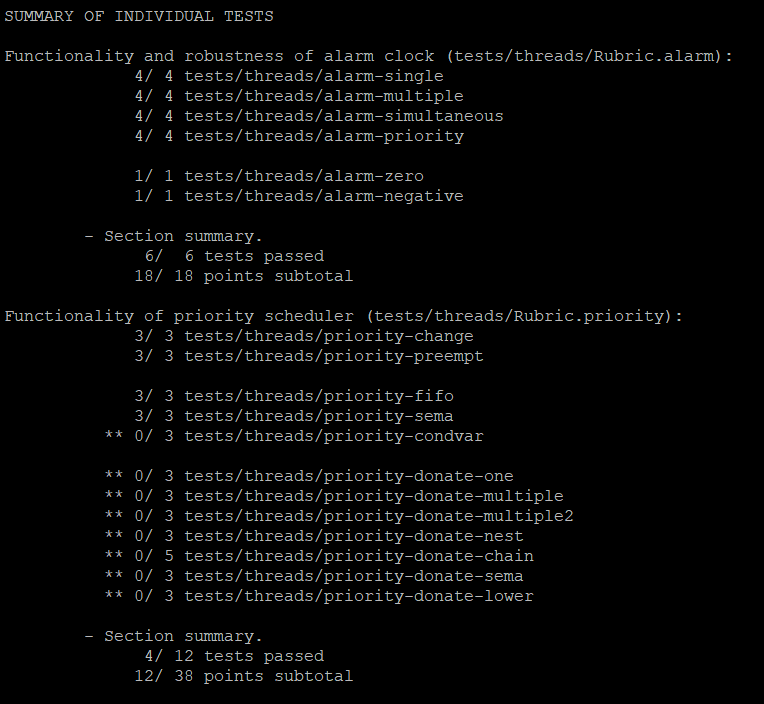 SUMMARY OF INDIVIDUAL TESTS
Functionality and robustness of alarm clock (tests/threads/Rubric.alarm):
4/ 4 tests/threads/alarm-single
4/ 4 tests/threads/alarm-multiple
4/ 4 tests/threads/alarm-simultaneous
4/ 4 tests/threads/alarm-priority
1/ 1 tests/threads/alarm-zero
1/ 1 tests/threads/alarm-negative
- Section summary.
6/  6 tests passed
18/ 18 points subtotal
Functionality of priority scheduler (tests/threads/Rubric.priority):
3/ 3 tests/threads/priority-change
3/ 3 tests/threads/priority-preempt
3/ 3 tests/threads/priority-fifo
3/ 3 tests/threads/priority-sema
** 0/ 3 tests/threads/priority-condvar
** 0/ 3 tests/threads/priority-donate-one
** 0/ 3 tests/threads/priority-donate-multiple
** 0/ 3 tests/threads/priority-donate-multiple2
** 0/ 3 tests/threads/priority-donate-nest
** 0/ 5 tests/threads/priority-donate-chain
** 0/ 3 tests/threads/priority-donate-sema
** 0/ 3 tests/threads/priority-donate-lower
- Section summary.
4/ 12 tests passed
12/ 38 points subtotal